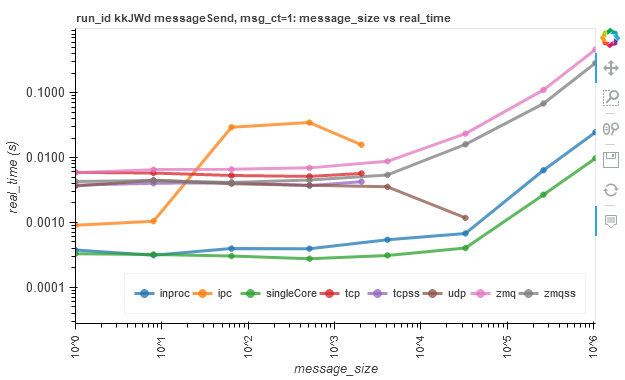 run_id kkJWd messageSend, msg_ct=1: message_size vs real_time
real_time (s)
0.1000
0.0100
0.0010
0.0001
inproc ipc singleCore tcp tcpss udp zmq zmqss
10^0 10^1 10^2 10^3 10^4 10^5 10^6
message_size